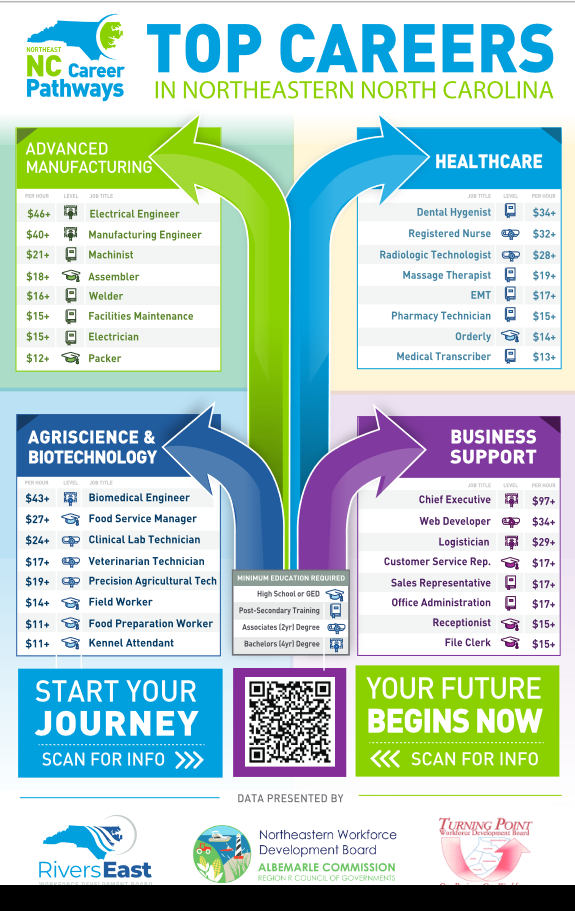 NORTHEAST
NC Career
Pathways
TOP CAREERS
IN NORTHEASTERN NORTH CAROLINA
ADVANCED
MANUFACTURING
PER HOUR LEVEL JOB TITLE
$46+ Electrical Engineer
$40+ Manufacturing Engineer
$21+ Machinist
$18+ Assembler
$16+ Welder
$15+ Facilities Maintenance
$15+ Electrician
$12+ Packer
HEALTHCARE
JOB TITLE LEVEL PER HOUR
Dental Hygenist $34+
Registered Nurse $32+
Radiologic Technologist $28+
Massage Therapist $19+
EMT $17+
Pharmacy Technician $15+
Orderly $14+
Medical Transcriber $13+
AGRISCIENCE &
BIOTECHNOLOGY
PER HOUR LEVEL JOB TITLE
$43+ Biomedical Engineer
$27+ Food Service Manager
$24+ Clinical Lab Technician
$17+ Veterinarian Technician
$19+ Precision Agricultural Tech
$14+ Field Worker
$11+ Food Preparation Worker
$11+ Kennel Attendant
BUSINESS
SUPPORT
JOB TITLE LEVEL PER HOUR
Chief Executive $97+
Web Developer $34+
Logistician $29+
Customer Service Rep. $17+
Sales Representative $17+
Office Administration $17+
Receptionist $15+
File Clerk $15+
MINIMUM EDUCATION REQUIRED
High School or GED
Post-Secondary Training
Associates (2yr) Degree
Bachelors (4yr) Degree
START YOUR
JOURNEY
SCAN FOR INFO
YOUR FUTURE
BEGINS NOW
SCAN FOR INFO
DATA PRESENTED BY
RiversEast
WORKFORCE DEVELOPMENT BOARD
Northeastern Workforce
Development Board
ALBEMARLE COMMISSION
REGION R COUNCIL OF GOVERNMENTS
TURNING POINT
Workforce Development Board